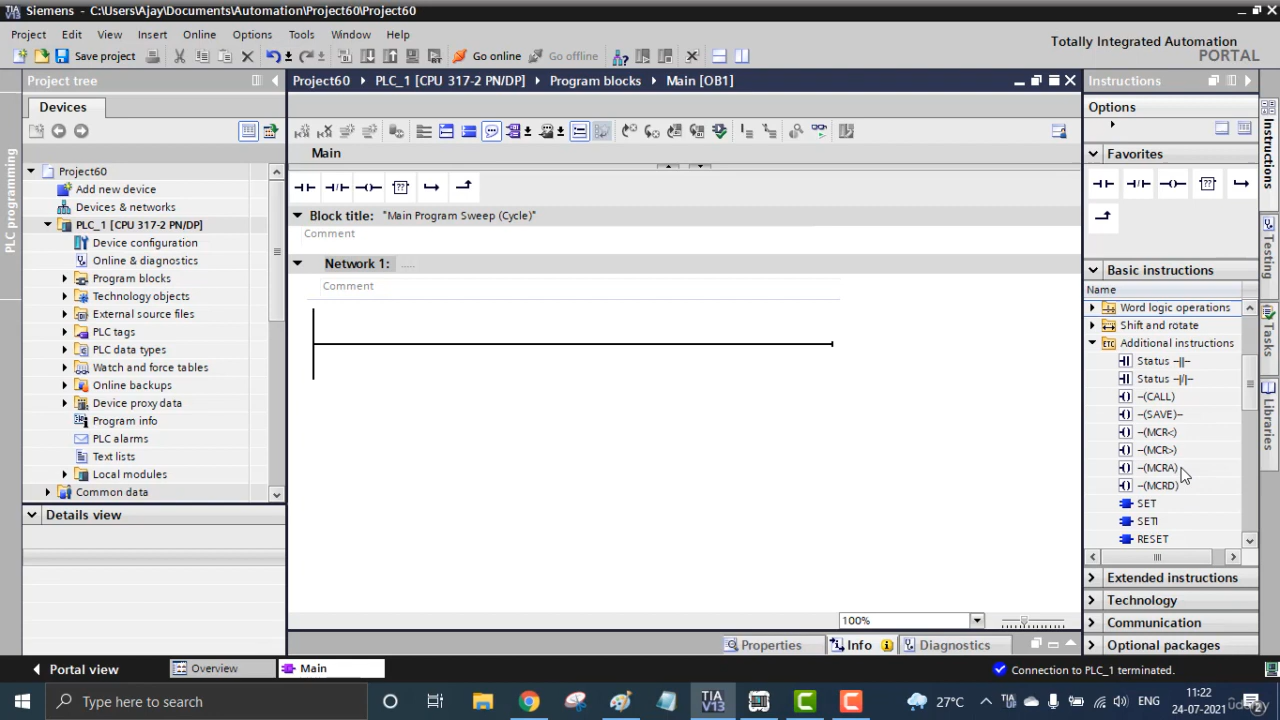 TIA V13 Siemens - C:\Users\Ajay\Documents\Automation\Project60\Project60
Project Edit View Insert Online Options Tools Window Help
Totally Integrated Automation
PORTAL
Save project Go online Go offline
Project tree
Devices
PLC programming
Project60
Add new device
Devices & networks
PLC_1 [CPU 317-2 PN/DP]
Device configuration
Online & diagnostics
Program blocks
Technology objects
External source files
PLC tags
PLC data types
Watch and force tables
Online backups
Device proxy data
Program info
PLC alarms
Text lists
Local modules
Common data
Details view
Project60 PLC_1 [CPU 317-2 PN/DP] Program blocks Main [OB1]
Main
??
Block title: "Main Program Sweep (Cycle)"
Comment
Network 1: .....
Comment
100%
Properties Info Diagnostics
Instructions
Options
Favorites
??
Basic instructions
Name
Word logic operations
Shift and rotate
ETC Additional instructions
Status -||-
Status -|/|-
-(CALL)
-(SAVE)-
-(MCR<)
-(MCR>)
-(MCRA)
-(MCRD)
SET
SETI
RESET
Extended instructions
Technology
Communication
Optional packages
Instructions
Testing
Tasks
Libraries
Portal view Overview Main
Connection to PLC_1 terminated.
Type here to search
TIA V13
27°C
ENG
11:22
24-07-2021
udemy